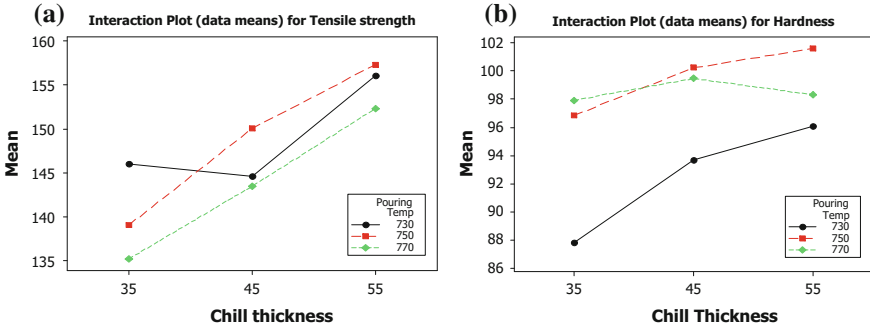 (a)
Interaction Plot (data means) for Tensile strength
160
155
150
145
140
135
Mean
35
45
55
Chill thickness
Pouring
Temp
730
750
770
(b)
Interaction Plot (data means) for Hardness
102
100
98
96
94
92
90
88
86
Mean
35
45
55
Chill Thickness
Pouring
Temp
730
750
770